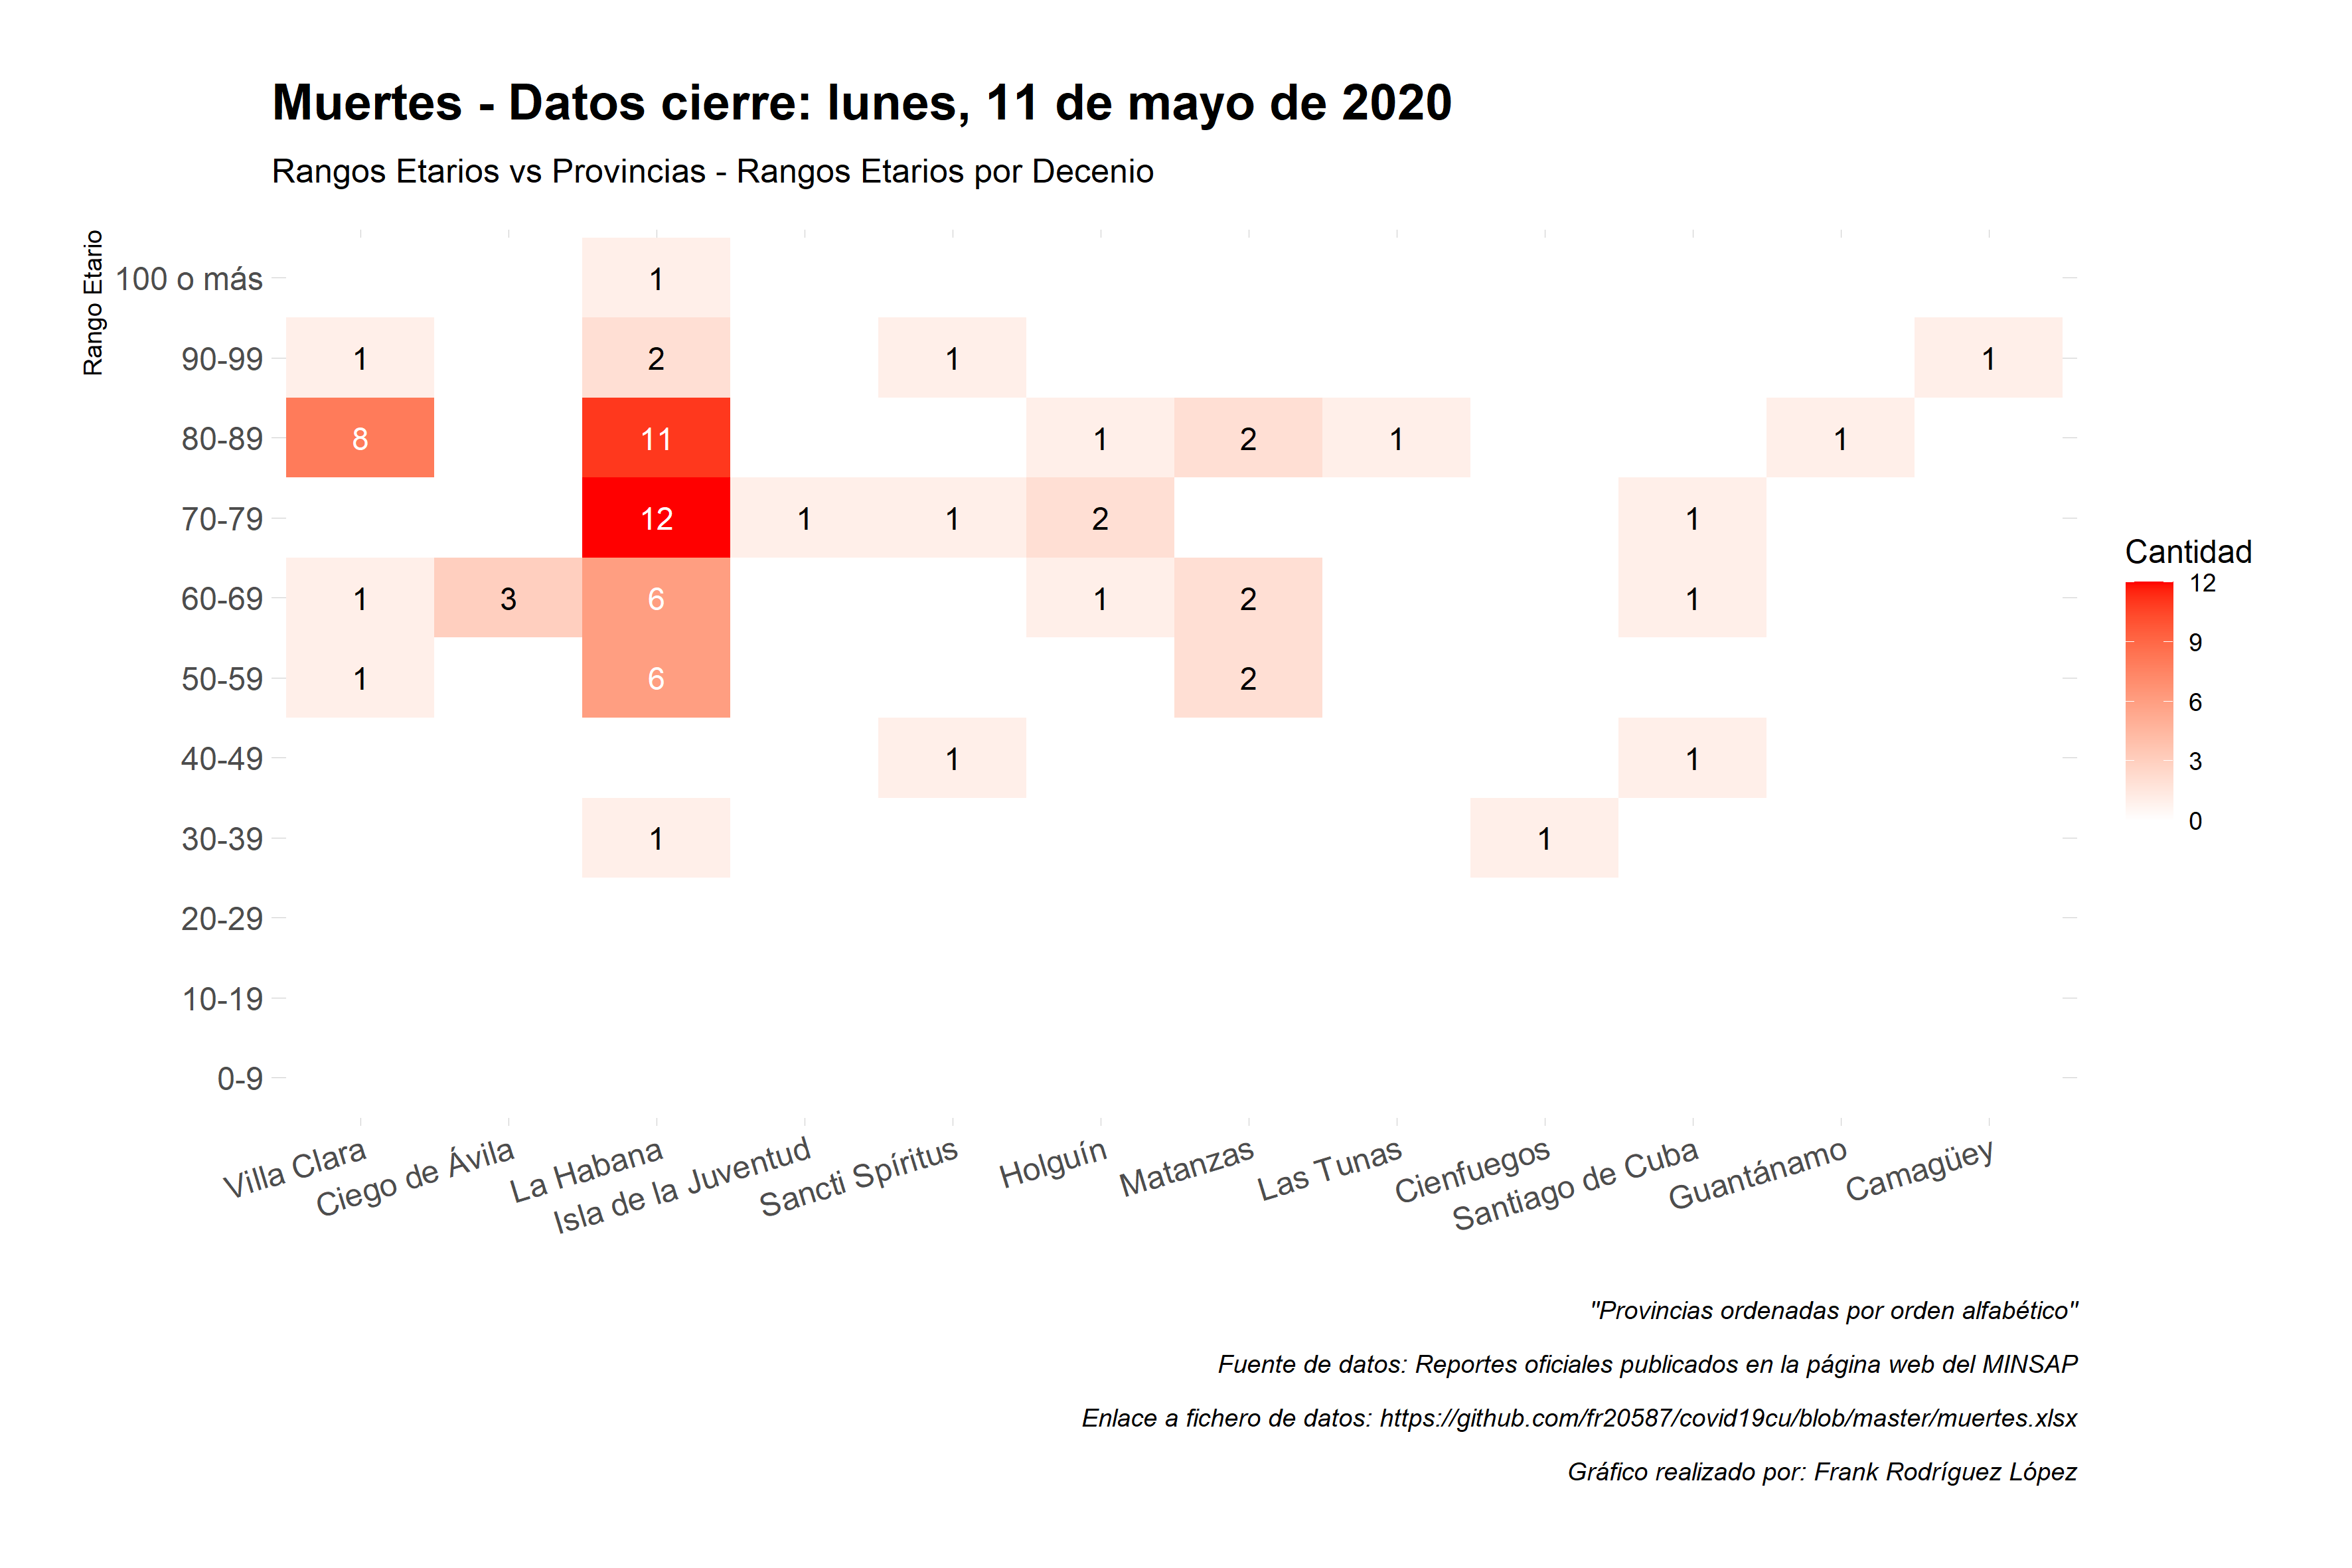 Muertes - Datos cierre: lunes, 11 de mayo de 2020
Rangos Etarios vs Provincias - Rangos Etarios por Decenio
Rango Etario
100 o más 1
90-99 1 2 1 1
80-89 8 11 1 2 1 1
70-79 12 1 1 2 1
60-69 1 3 6 1 2 1
50-59 1 6 2
40-49 1 1
30-39 1 1
20-29
10-19
0-9
Villa Clara
Ciego de Ávila
La Habana
Isla de la Juventud
Sancti Spíritus
Holguín
Matanzas
Las Tunas
Cienfuegos
Santiago de Cuba
Guantánamo
Camagüey
Cantidad
12
9
6
3
0
"Provincias ordenadas por orden alfabético"
Fuente de datos: Reportes oficiales publicados en la página web del MINSAP
Enlace a fichero de datos: https://github.com/fr20587/covid19cu/blob/master/muertes.xlsx
Gráfico realizado por: Frank Rodríguez López